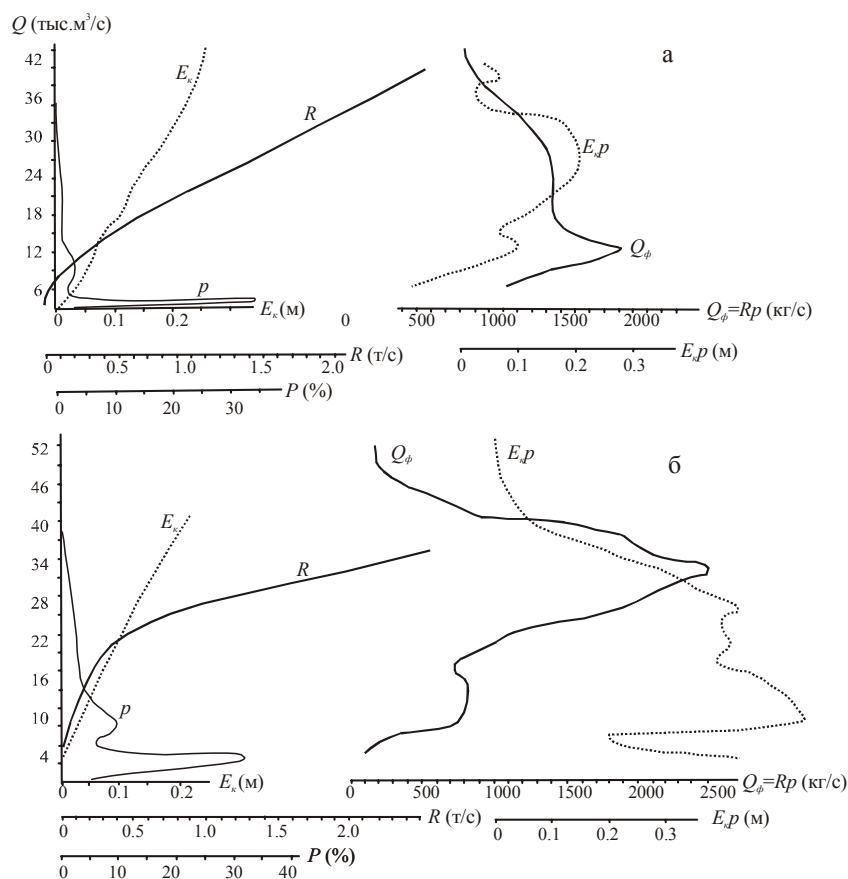 Q (тыс.м³/с)
а
42
36
30
24
18
12
6
Eк
R
p
Eкp
Qф
0 0.1 0.2 Eк(м) 0
500 1000 1500 2000 Qф=Rp (кг/с)
0 0.5 1.0 1.5 2.0 R (т/с)
0 0.1 0.2 0.3 Eкp (м)
0 10 20 30 P (%)
б
52
46
40
34
28
22
16
10
4
Eк
R
p
Qф
Eкp
0 0.1 0.2 Eк(м)
0 500 1000 1500 2000 2500 Qф=Rp (кг/с)
0 0.5 1.0 1.5 2.0 R (т/с)
0 0.1 0.2 0.3 Eкp (м)
0 10 20 30 40 P (%)